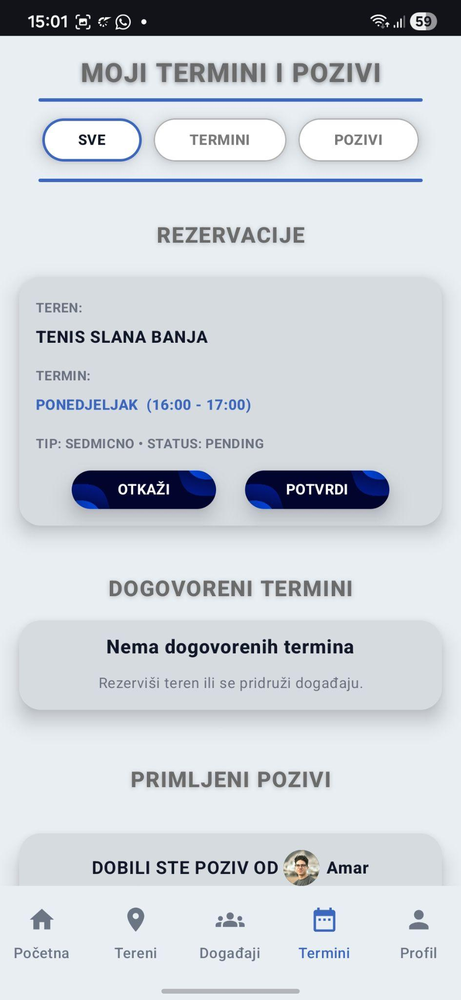 15:01
59
MOJI TERMINI I POZIVI
SVE
TERMINI
POZIVI
REZERVACIJE
TEREN:
TENIS SLANA BANJA
TERMIN:
PONEDJELJAK (16:00 - 17:00)
TIP: SEDMICNO • STATUS: PENDING
OTKAŽI
POTVRDI
DOGOVORENI TERMINI
Nema dogovorenih termina
Rezerviši teren ili se pridruži događaju.
PRIMLJENI POZIVI
DOBILI STE POZIV OD Amar
Početna
Tereni
Događaji
Termini
Profil